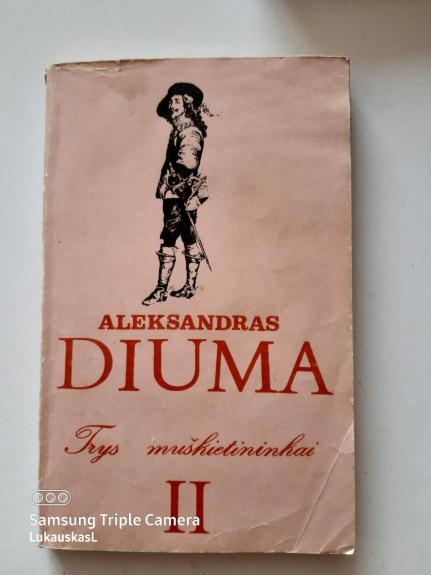 ALEKSANDRAS
DIUMA
Trys muškietininkai
II
Samsung Triple Camera
LukauskasL